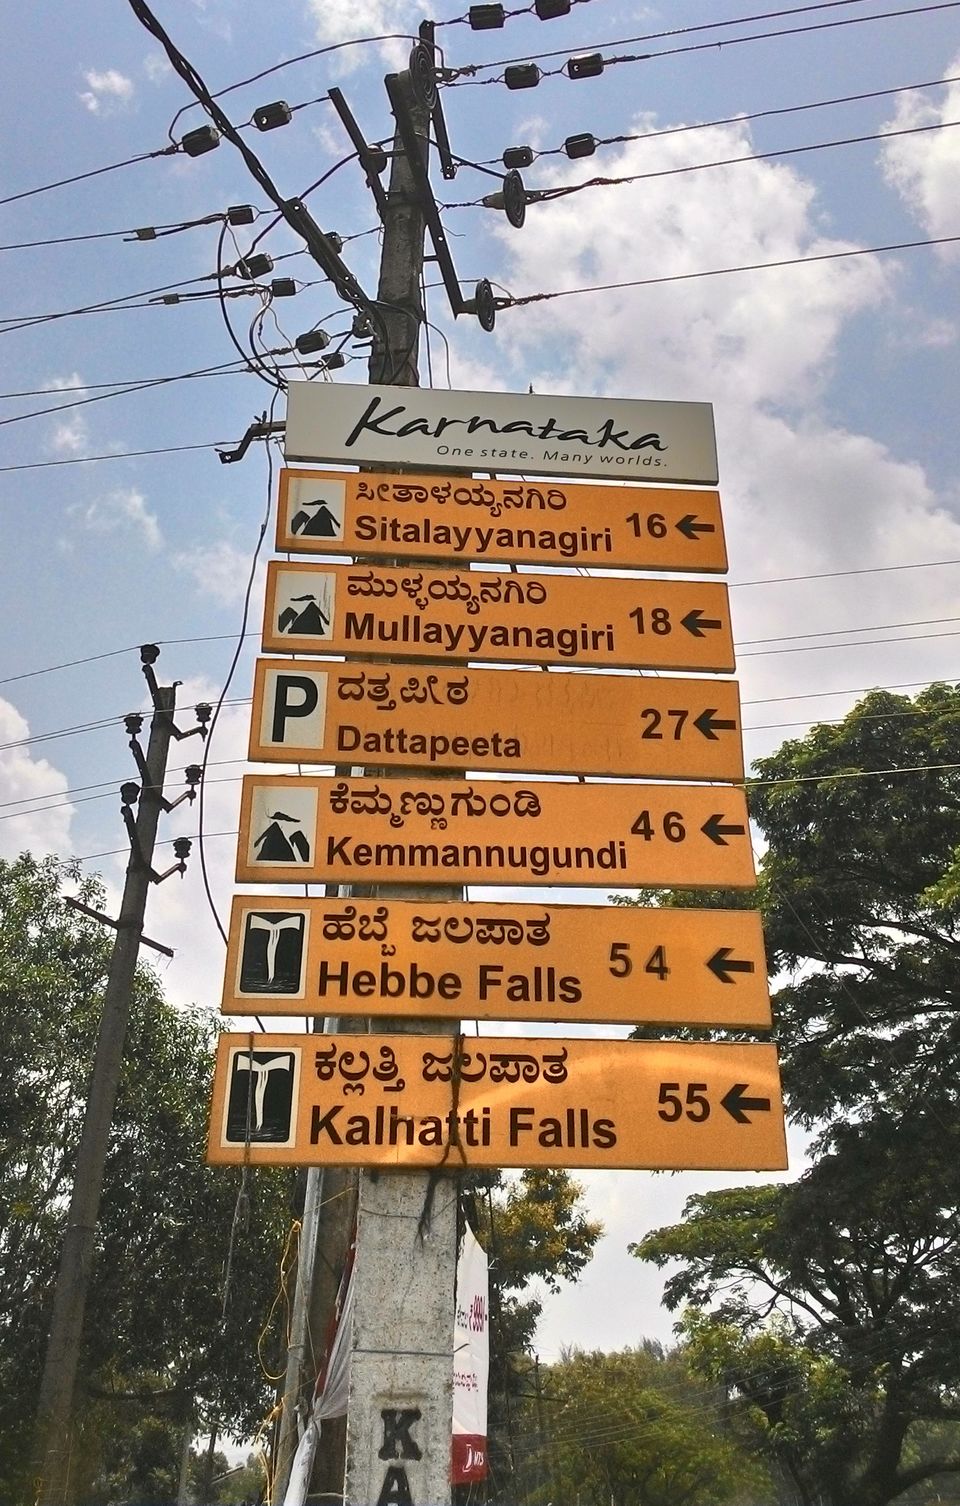 Karnataka
One state. Many worlds.
ಸೀತಾಳಯ್ಯನಗಿರಿ
Sitalayyanagiri 16 ←
ಮುಳ್ಳಯ್ಯನಗಿರಿ
Mullayyanagiri 18 ←
P ದತ್ತಪೀಠ
Dattapeeta 27 ←
ಕೆಮ್ಮಣ್ಣುಗುಂಡಿ
Kemmannugundi 46 ←
ಹೆಬ್ಬೆ ಜಲಪಾತ
Hebbe Falls 54 ←
ಕಲ್ಲತ್ತಿ ಜಲಪಾತ
Kalhatti Falls 55 ←
K
A